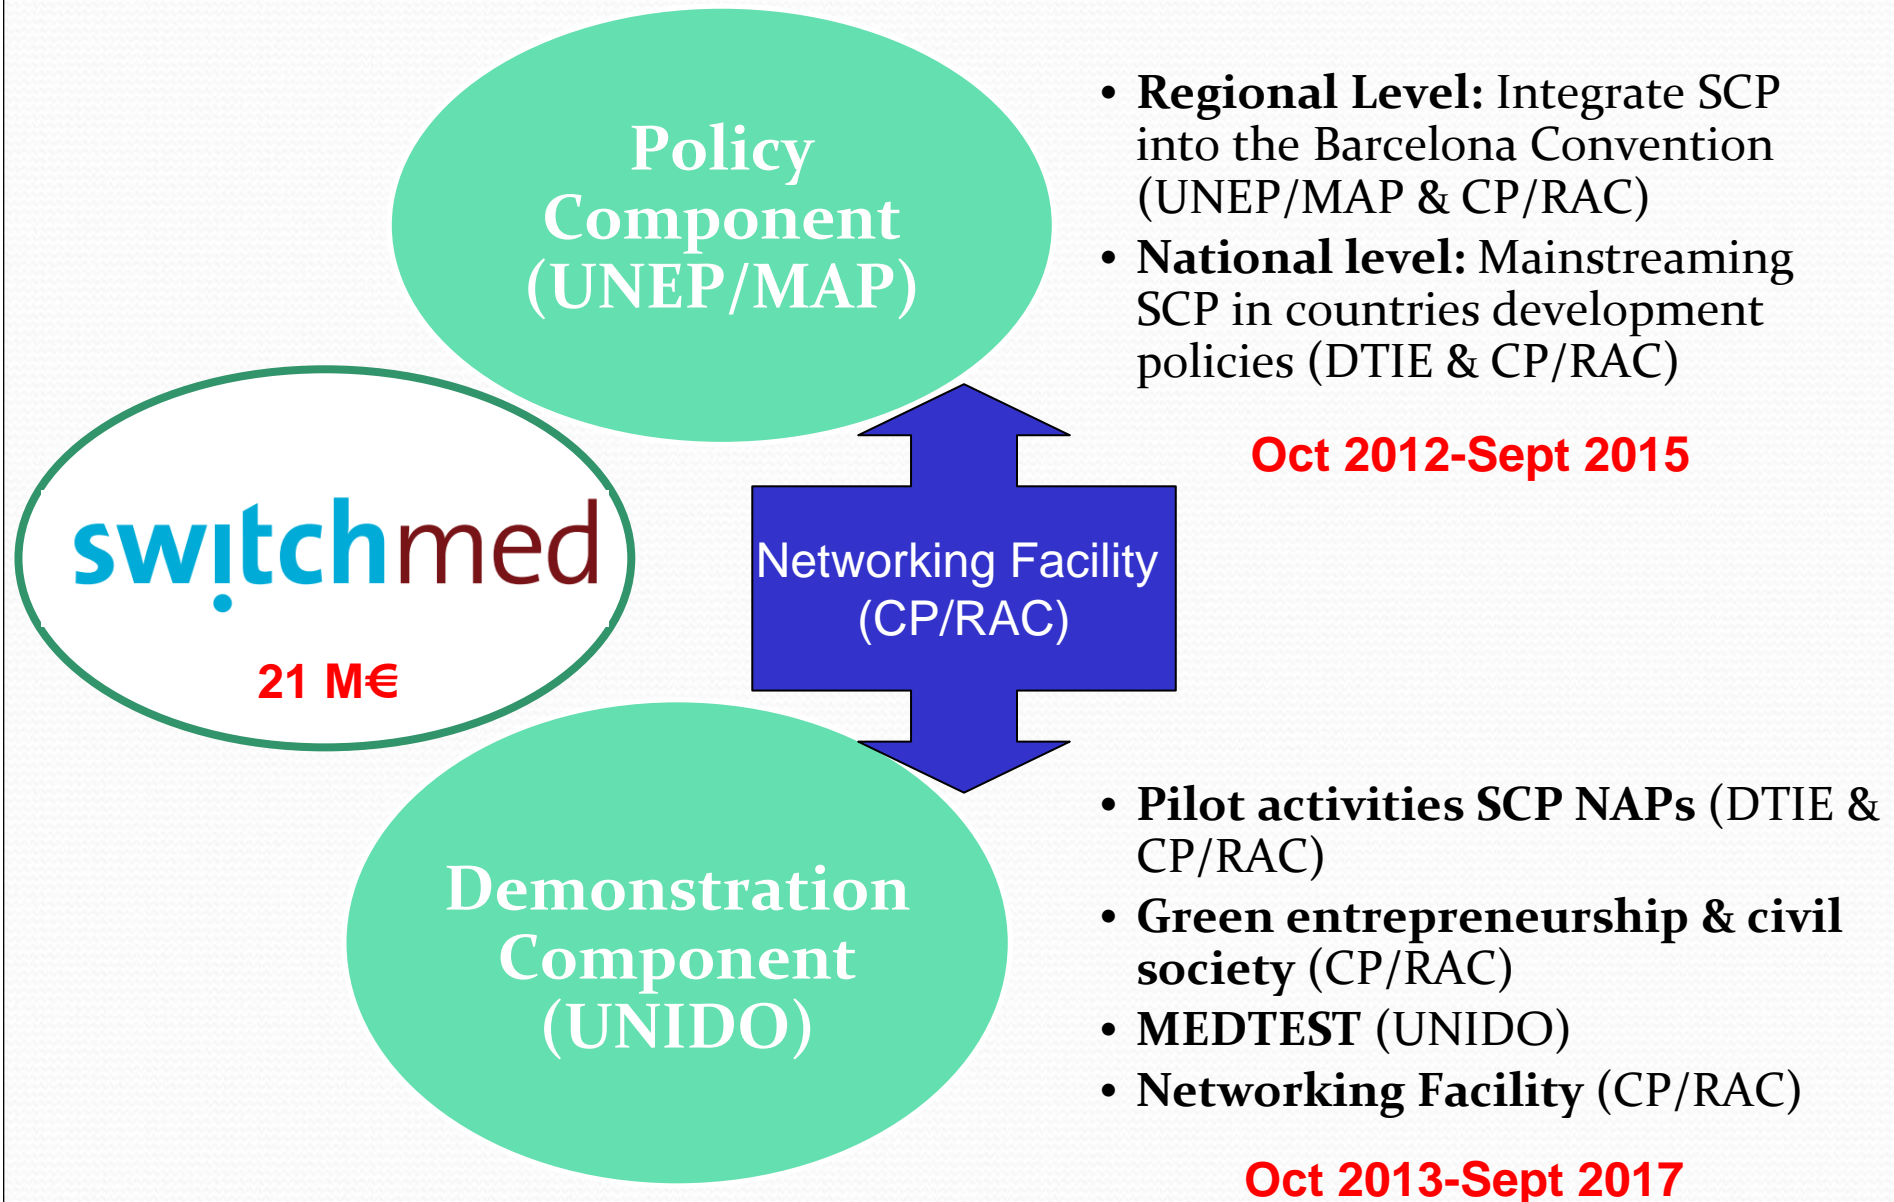 Policy
Component
(UNEP/MAP)
• Regional Level: Integrate SCP
into the Barcelona Convention
(UNEP/MAP & CP/RAC)
• National level: Mainstreaming
SCP in countries development
policies (DTIE & CP/RAC)
Oct 2012-Sept 2015
switchmed
21 M€
Networking Facility
(CP/RAC)
Demonstration
Component
(UNIDO)
• Pilot activities SCP NAPs (DTIE &
CP/RAC)
• Green entrepreneurship & civil
society (CP/RAC)
• MEDTEST (UNIDO)
• Networking Facility (CP/RAC)
Oct 2013-Sept 2017